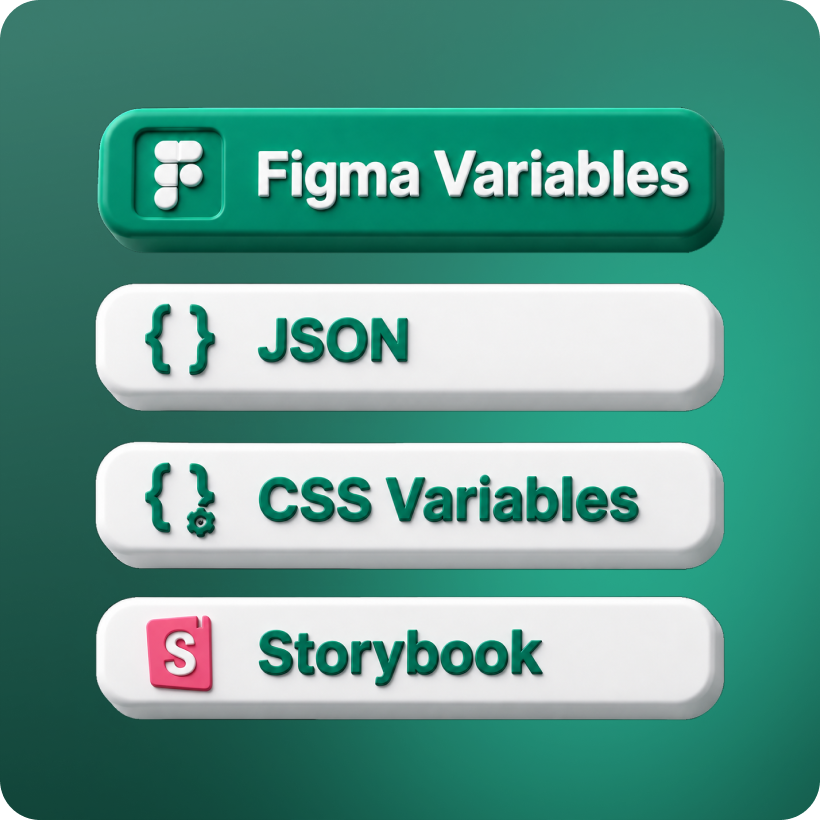 Figma Variables
{ } JSON
{ } CSS Variables
S Storybook